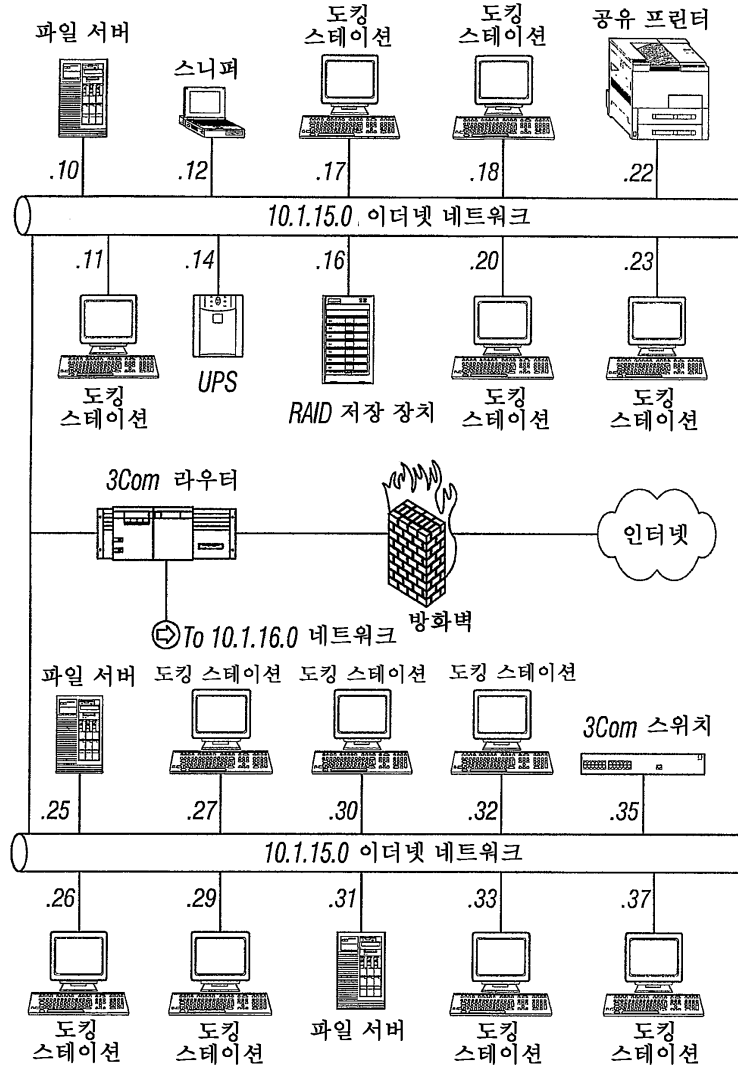 파일 서버
스니퍼
도킹
스테이션
도킹
스테이션
공유 프린터
.10
.12
.17
.18
.22
10.1.15.0 이더넷 네트워크
.11
.14
.16
.20
.23
도킹
스테이션
UPS
RAID 저장 장치
도킹
스테이션
도킹
스테이션
3Com 라우터
인터넷
방화벽
To 10.1.16.0 네트워크
파일 서버
도킹 스테이션
도킹 스테이션
도킹 스테이션
3Com 스위치
.25
.27
.30
.32
.35
10.1.15.0 이더넷 네트워크
.26
.29
.31
.33
.37
도킹
스테이션
도킹
스테이션
파일 서버
도킹
스테이션
도킹
스테이션